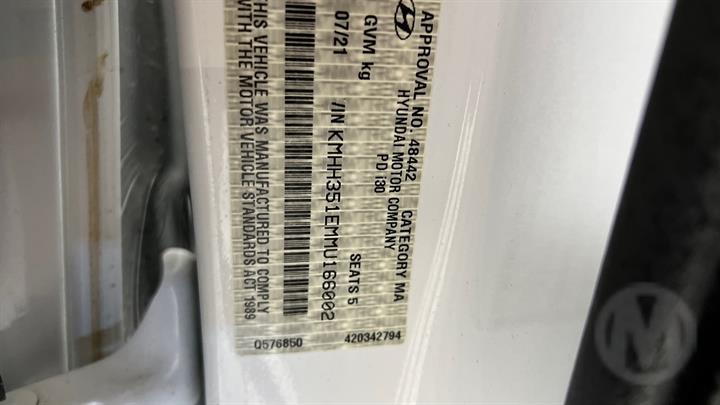 APPROVAL NO. 48442 CATEGORY MA
HYUNDAI MOTOR COMPANY
PD i30
GVM kg
07/21 SEATS 5
VIN KMHH351EMMU166002
THIS VEHICLE WAS MANUFACTURED TO COMPLY
WITH THE MOTOR VEHICLE STANDARDS ACT 1989
Q576850 420342794
M